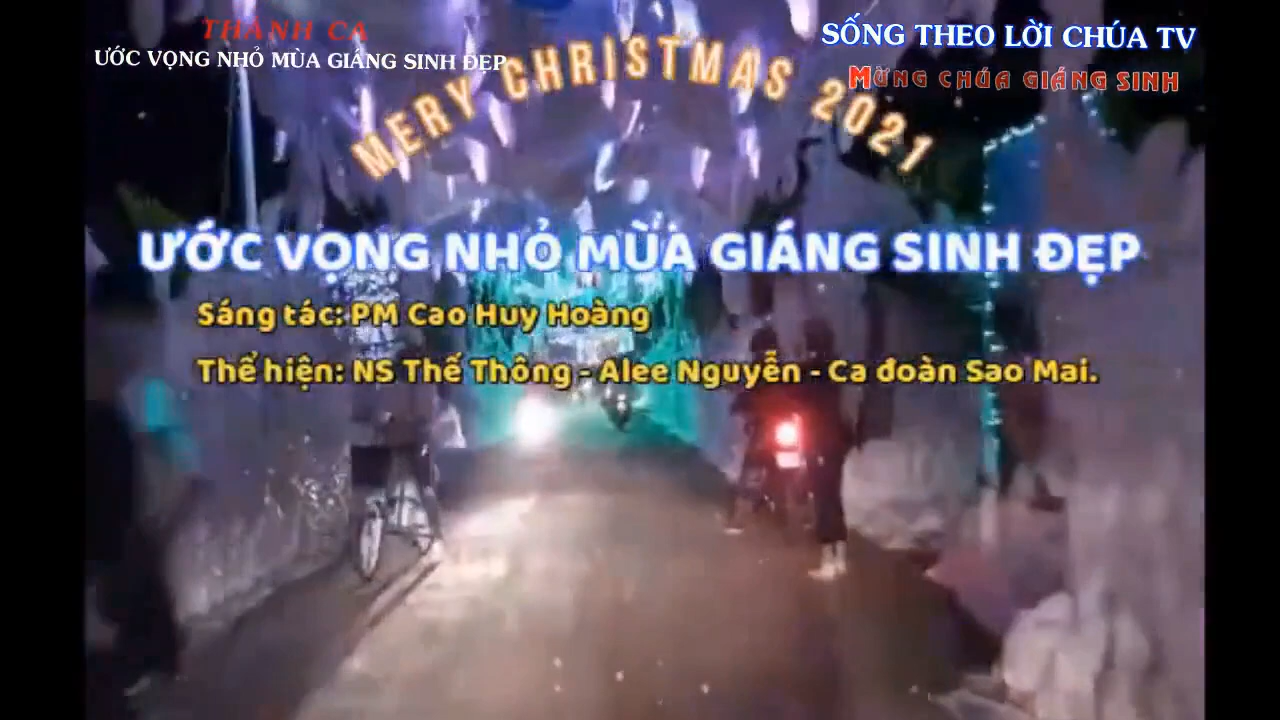 THÁNH CA
ƯỚC VỌNG NHỎ MÙA GIÁNG SINH ĐẸP
SỐNG THEO LỜI CHÚA TV
MỪNG CHÚA GIÁNG SINH
MERY CHRISTMAS 2021
ƯỚC VỌNG NHỎ MÙA GIÁNG SINH ĐẸP
Sáng tác: PM Cao Huy Hoàng
Thể hiện: NS Thế Thông - Alee Nguyễn - Ca đoàn Sao Mai.